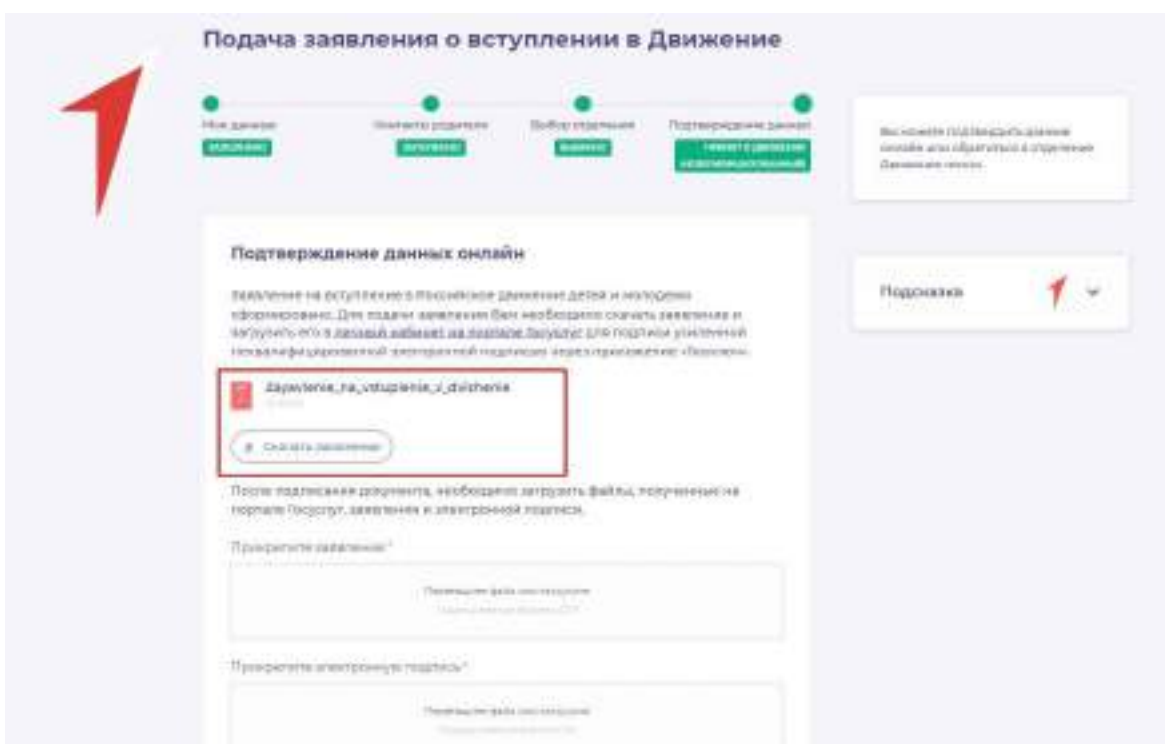 Подача заявления о вступлении в Движение
Мои данные
Контакты родителя
Выбор отделения
Подтверждение данных
ЗАПОЛНЕНО
ЗАПОЛНЕНО
Вы можете подтвердить данные
онлайн или обратиться в отделение
Движения лично.
Подтверждение данных онлайн
Заявление на вступление в Российское движение детей и молодежи
сформировано. Для подачи заявления Вам необходимо скачать заявление и
загрузить его в личный кабинет на портале Госуслуг для подписи усиленной
неквалифицированной электронной подписью через приложение «Госключ».
Подсказка
Zayavlenie_na_vstuplenie_v_dvizhenie
Скачать заявление
После подписания документа, необходимо загрузить файлы, полученные на
портале Госуслуг, заявления и электронной подписи.
Прикрепите заявление*
Перетащите файл или загрузите
Прикрепите электронную подпись*
Перетащите файл или загрузите